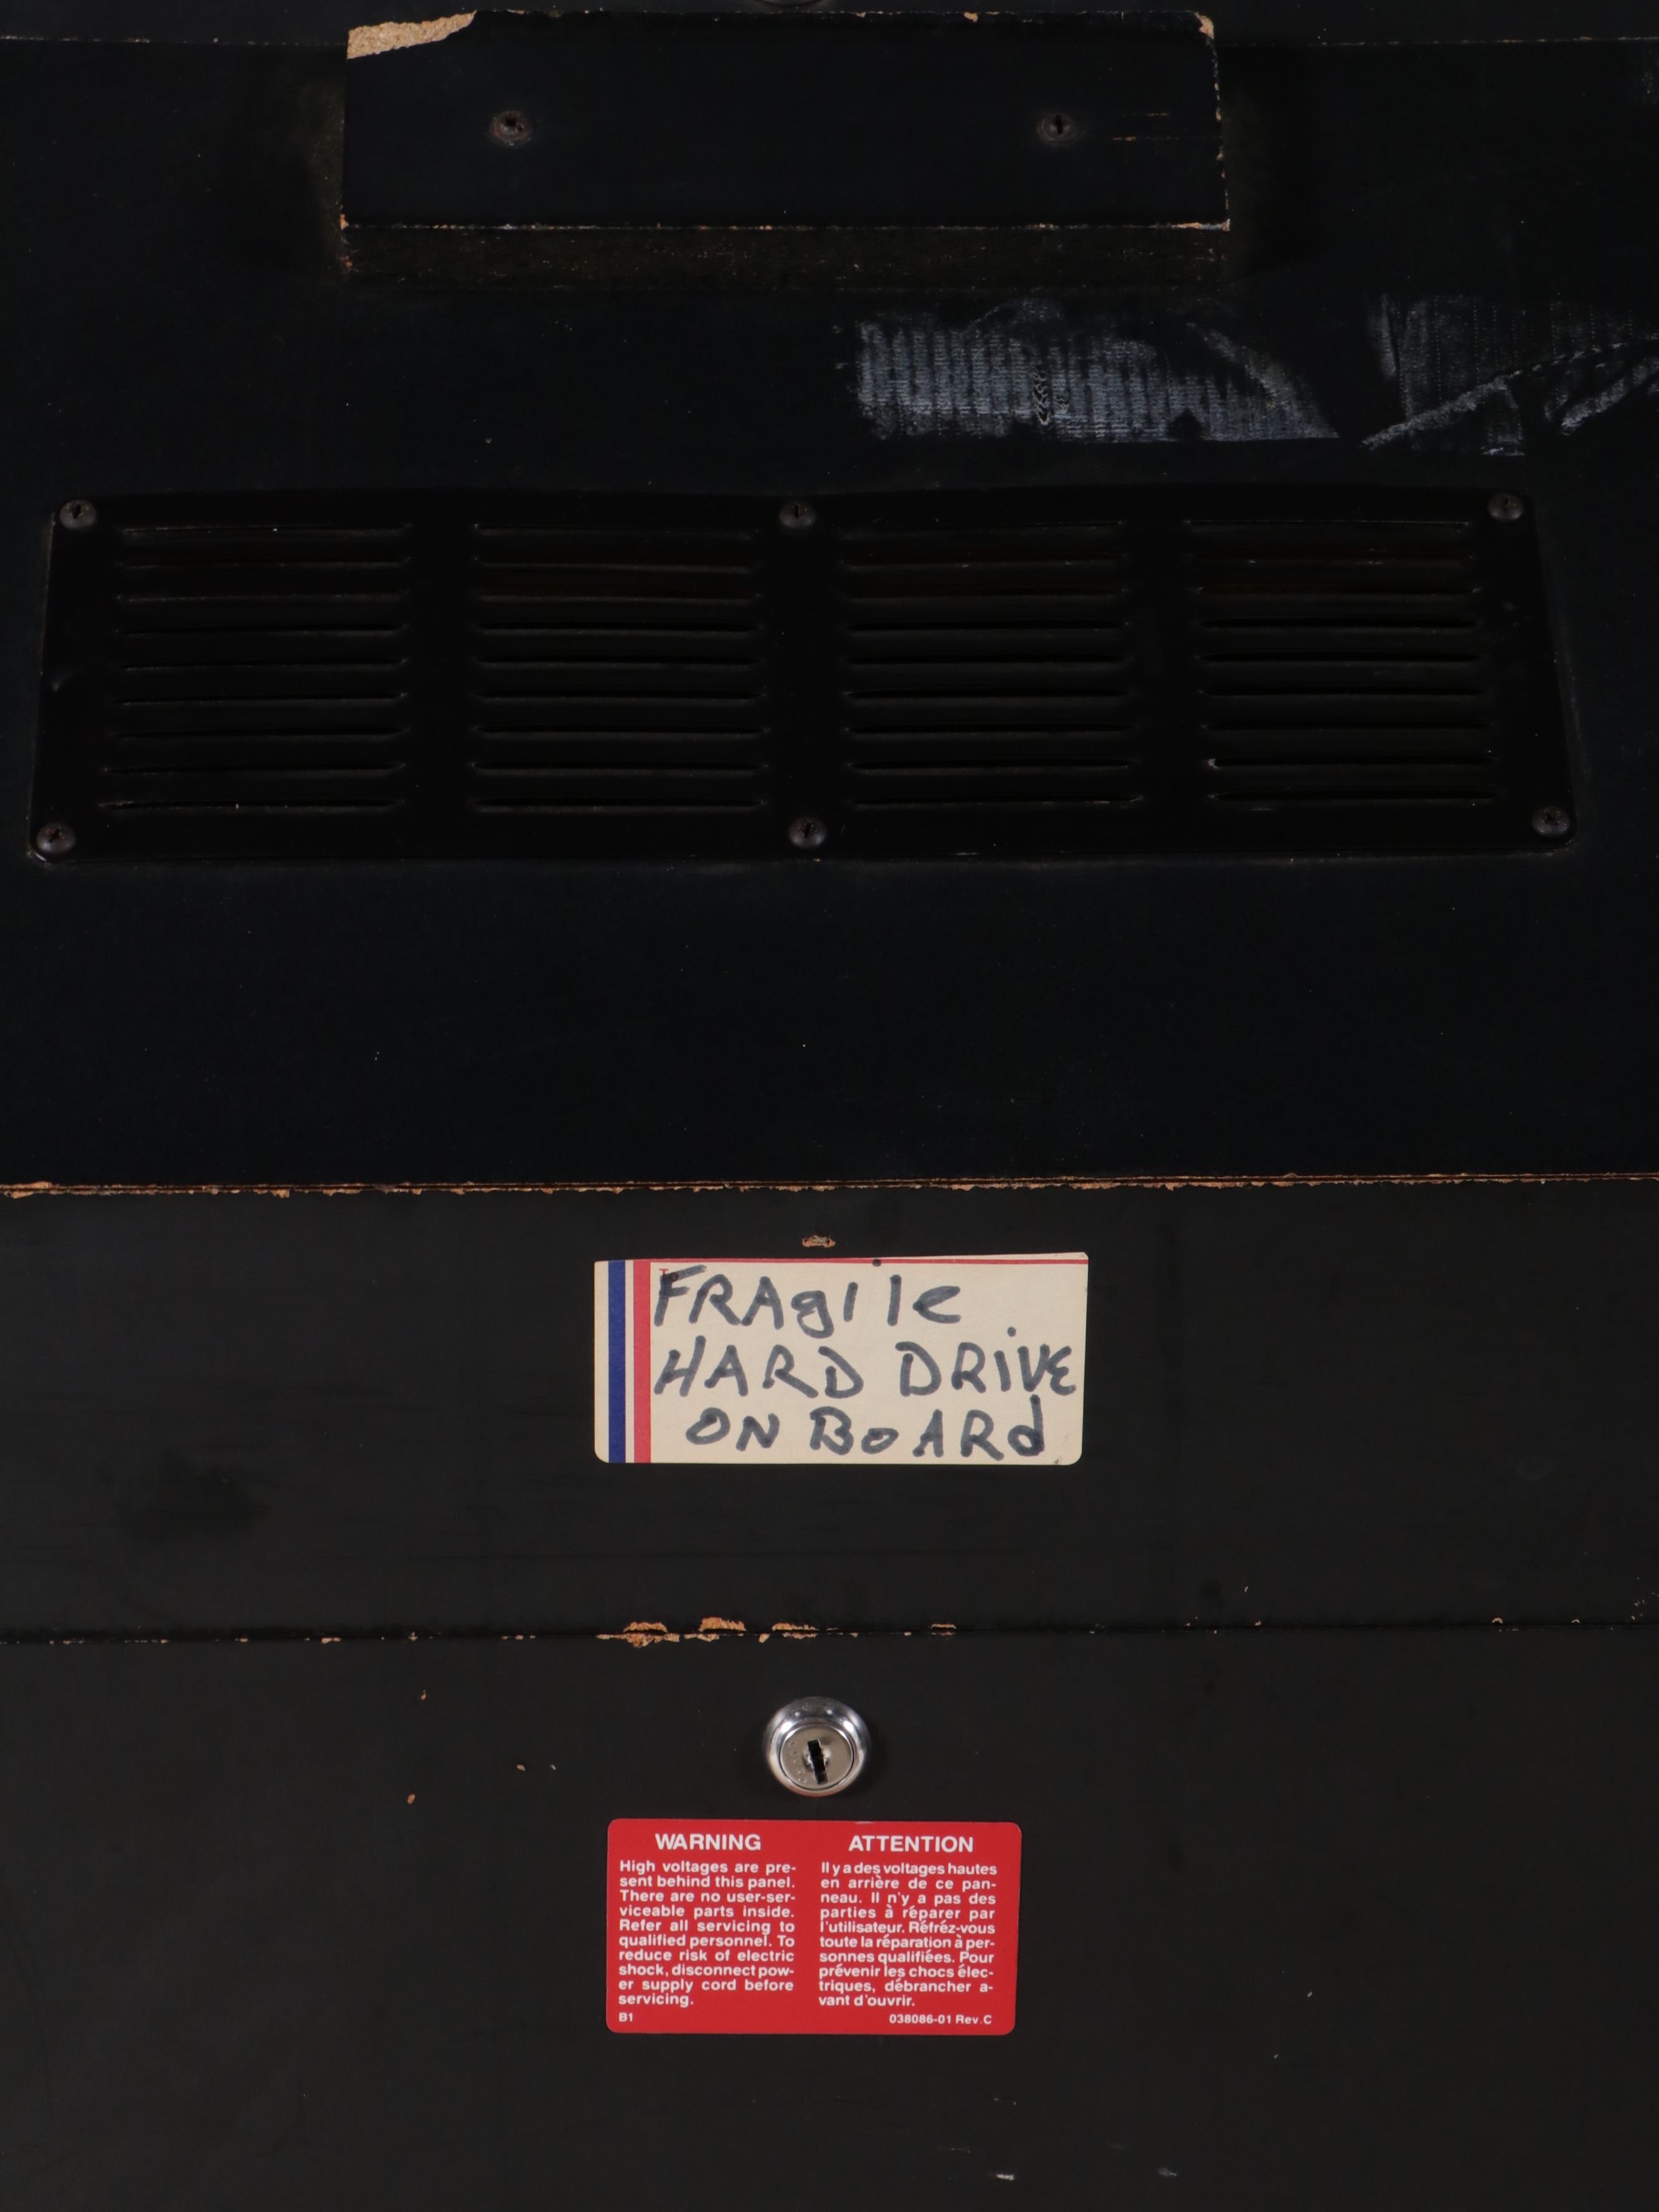 To
FRAgile
HARD DRIVE
ON BOARd
WARNING
High voltages are pre-
sent behind this panel.
There are no user-ser-
viceable parts inside.
Refer all servicing to
qualified personnel. To
reduce risk of electric
shock, disconnect pow-
er supply cord before
servicing.
B1
ATTENTION
Il y a des voltages hautes
en arrière de ce pan-
neau. Il n'y a pas des
parties à réparer par
l'utilisateur. Réfréz-vous
toute la réparation à per-
sonnes qualifiées. Pour
prévenir les chocs élec-
triques, débrancher a-
vant d'ouvrir.
038086-01 Rev.C